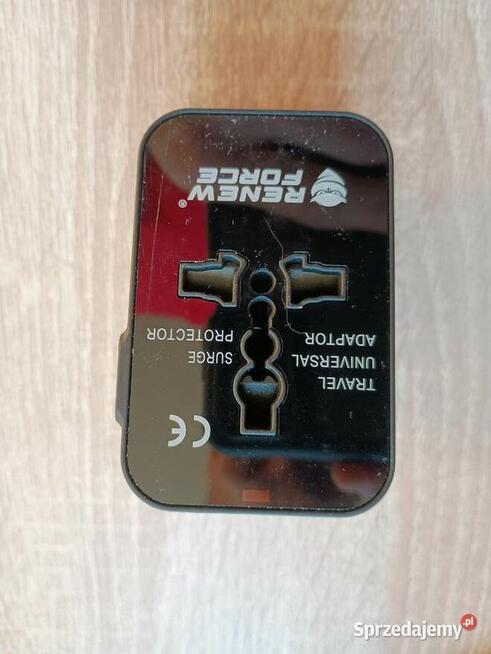 RENEW
FORCE®
TRAVEL
UNIVERSAL
ADAPTOR
SURGE
PROTECTOR
CE
Sprzedajemy.pl